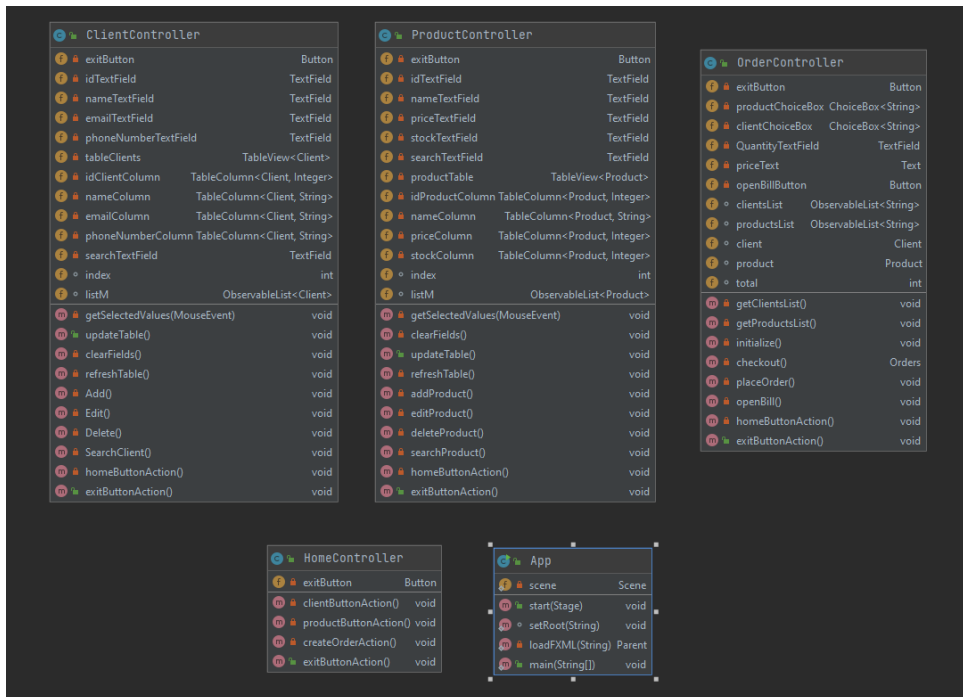 ClientController
exitButton Button
idTextField TextField
nameTextField TextField
emailTextField TextField
phoneNumberTextField TextField
tableClients TableView<Client>
idClientColumn TableColumn<Client, Integer>
nameColumn TableColumn<Client, String>
emailColumn TableColumn<Client, String>
phoneNumberColumn TableColumn<Client, String>
searchTextField TextField
index int
listM ObservableList<Client>
getSelectedValues(MouseEvent) void
updateTable() void
clearFields() void
refreshTable() void
Add() void
Edit() void
Delete() void
SearchClient() void
homeButtonAction() void
exitButtonAction() void
ProductController
exitButton Button
idTextField TextField
nameTextField TextField
priceTextField TextField
stockTextField TextField
searchTextField TextField
productTable TableView<Product>
idProductColumn TableColumn<Product, Integer>
nameColumn TableColumn<Product, String>
priceColumn TableColumn<Product, Integer>
stockColumn TableColumn<Product, Integer>
index int
listM ObservableList<Product>
getSelectedValues(MouseEvent) void
clearFields() void
updateTable() void
refreshTable() void
addProduct() void
editProduct() void
deleteProduct() void
searchProduct() void
homeButtonAction() void
exitButtonAction() void
OrderController
exitButton Button
productChoiceBox ChoiceBox<String>
clientChoiceBox ChoiceBox<String>
QuantityTextField TextField
priceText Text
openBillButton Button
clientsList ObservableList<String>
productsList ObservableList<String>
client Client
product Product
total int
getClientsList() void
getProductsList() void
initialize() void
checkout() Orders
placeOrder() void
openBill() void
homeButtonAction() void
exitButtonAction() void
HomeController
exitButton Button
clientButtonAction() void
productButtonAction() void
createOrderAction() void
exitButtonAction() void
App
scene Scene
start(Stage) void
setRoot(String) void
loadFXML(String) Parent
main(String[]) void